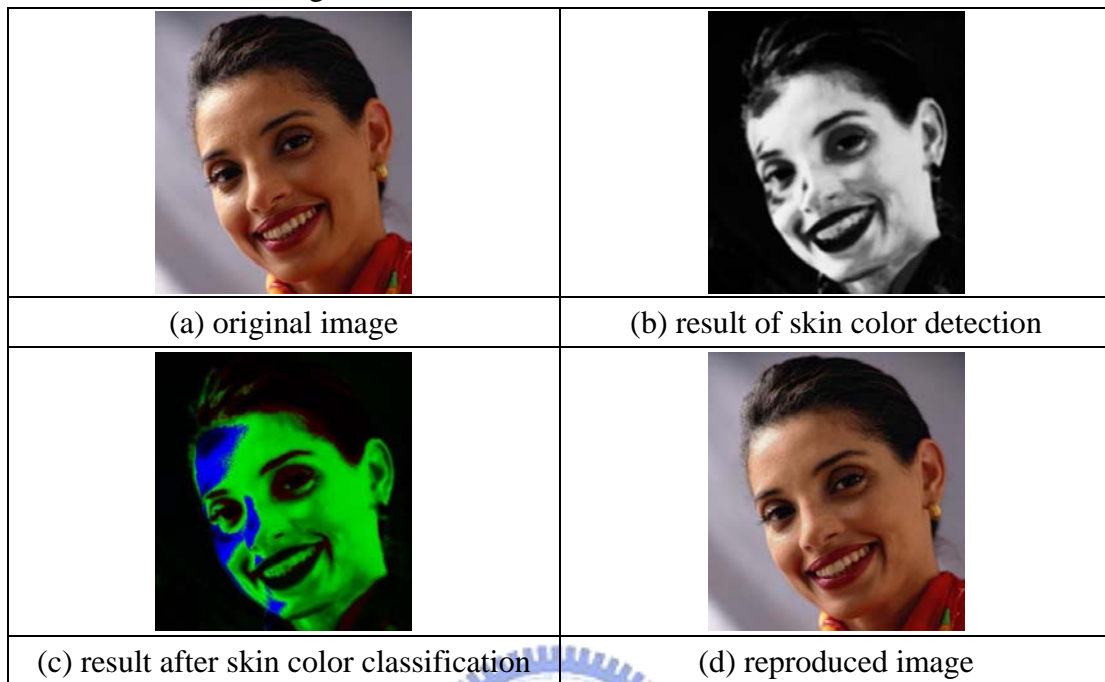 (a) original image
(b) result of skin color detection
(c) result after skin color classification
(d) reproduced image